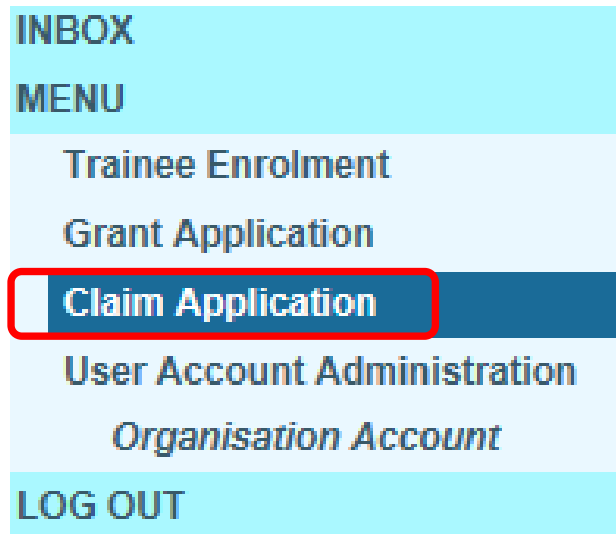 INBOX
MENU
Trainee Enrolment
Grant Application
Claim Application
User Account Administration
Organisation Account
LOG OUT